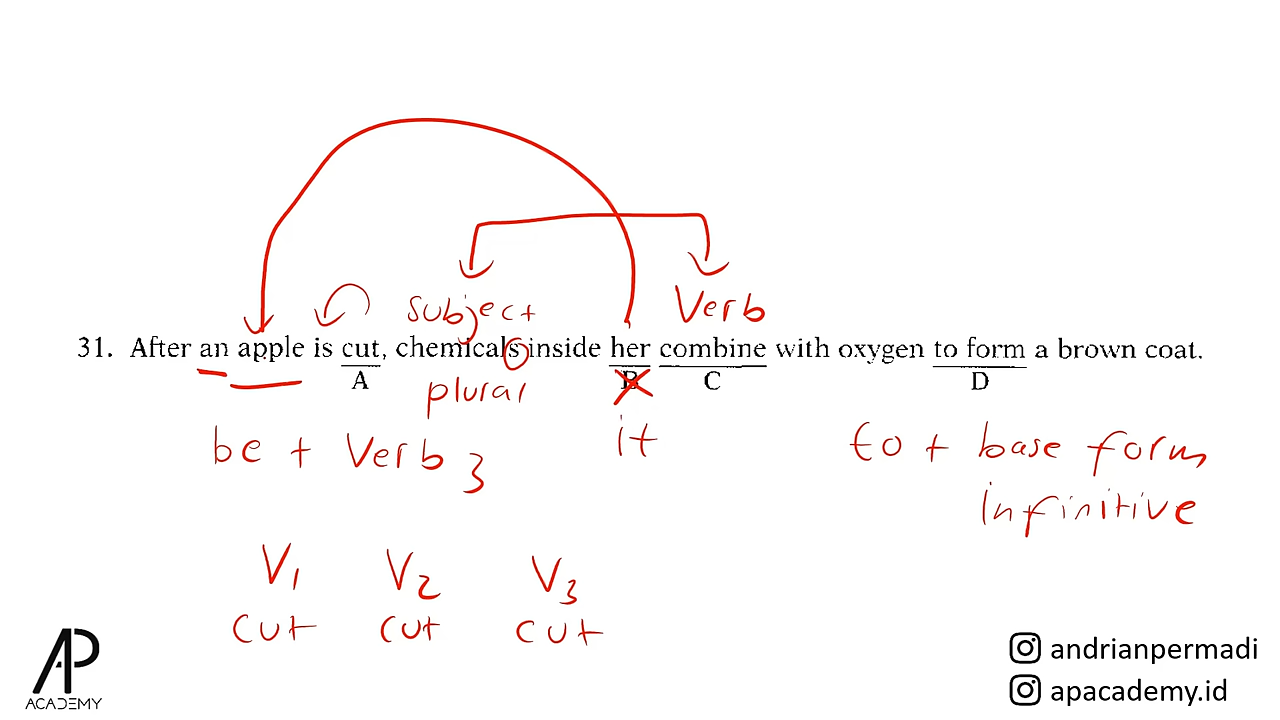 subject Verb
31. After an apple is cut, chemicals inside her combine with oxygen to form a brown coat.
A B C D
plural
be + Verb 3 it to + base form
infinitive
V1 V2 V3
cut cut cut
AP
ACADEMY
andrianpermadi
apacademy.id